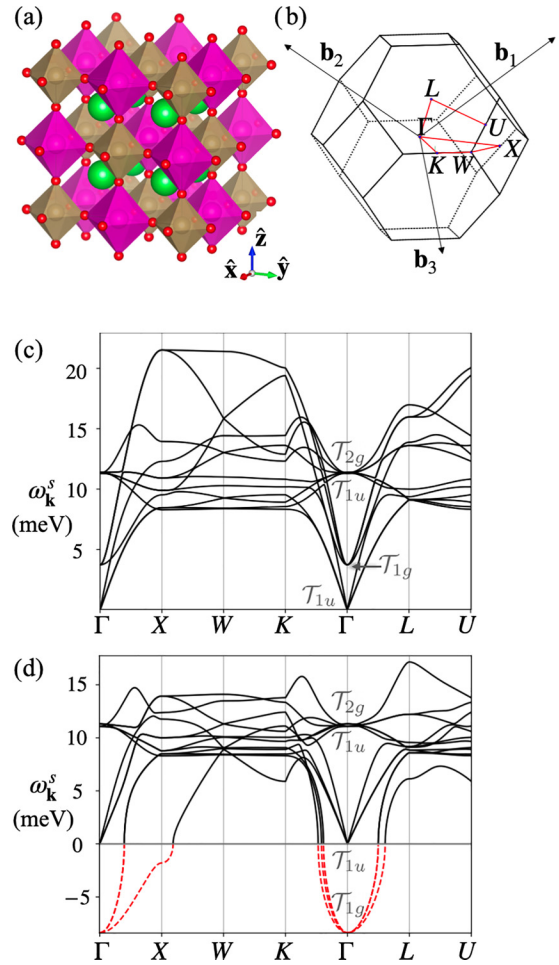 (a)
(b)
b₂
b₁
L
Γ
U
X
K
W
b₃
ẑ
x̂
ŷ
(c)
20
15
10
5
ω_k^s
(meV)
𝒯₂g
𝒯₁u
𝒯₁g
𝒯₁u
Γ X W K Γ L U
(d)
15
10
5
0
−5
ω_k^s
(meV)
𝒯₂g
𝒯₁u
𝒯₁u
𝒯₁g
Γ X W K Γ L U